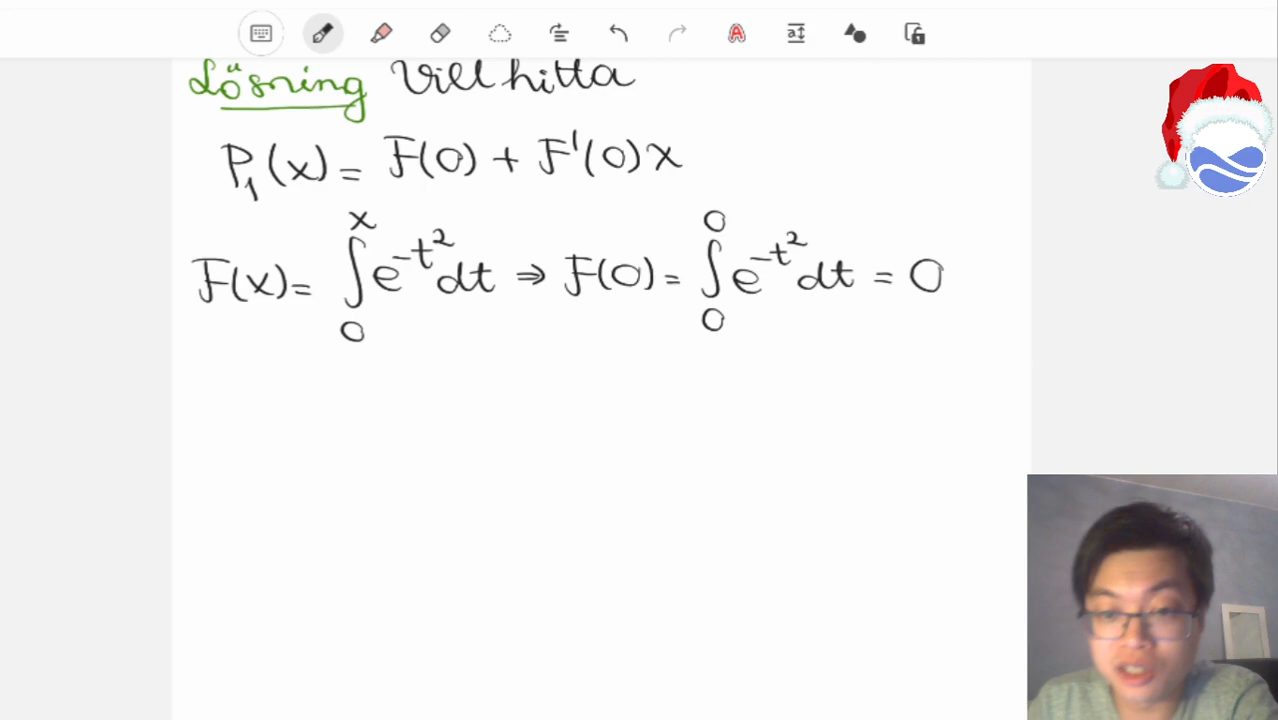 Lösning Vill hitta
P₁(x) = F(0) + F'(0)x
F(x) = ∫₀ˣ e^{-t²}dt ⇒ F(0) = ∫₀⁰ e^{-t²}dt = 0